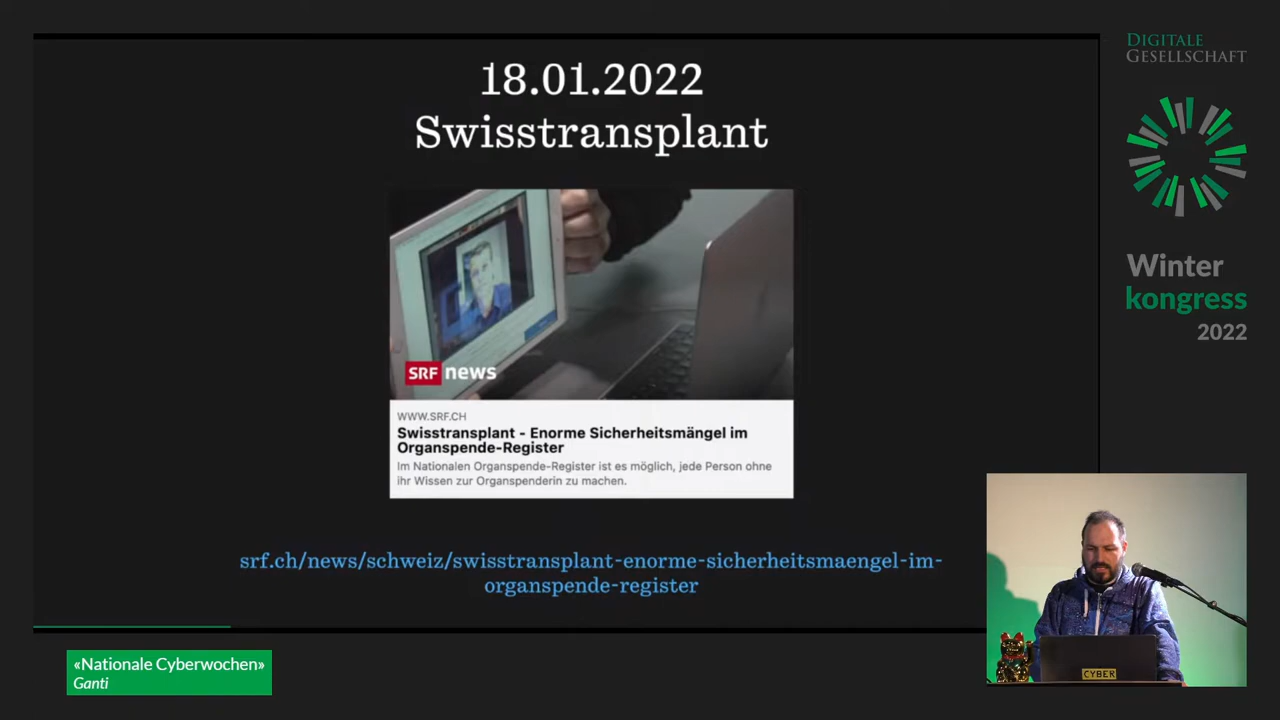 18.01.2022
Swisstransplant
SRF news
WWW.SRF.CH
Swisstransplant - Enorme Sicherheitsmängel im
Organspende-Register
Im Nationalen Organspende-Register ist es möglich, jede Person ohne
ihr Wissen zur Organspenderin zu machen.
srf.ch/news/schweiz/swisstransplant-enorme-sicherheitsmaengel-im-
organspende-register
DIGITALE
GESELLSCHAFT
Winter
kongress
2022
CYBER
«Nationale Cyberwochen»
Ganti